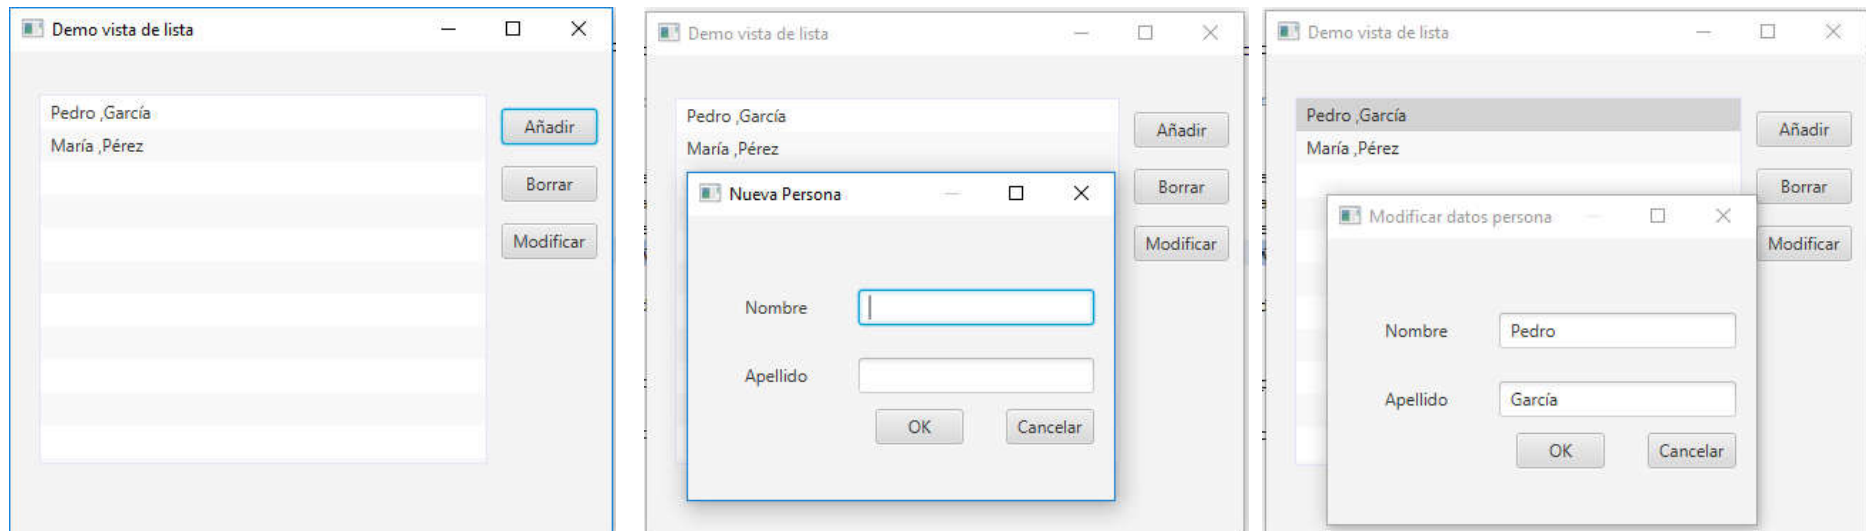 Demo vista de lista
Pedro ,García
María ,Pérez
Añadir
Borrar
Modificar
Demo vista de lista
Pedro ,García
María ,Pérez
Añadir
Borrar
Modificar
Nueva Persona
Nombre
Apellido
OK Cancelar
Demo vista de lista
Pedro ,García
María ,Pérez
Añadir
Borrar
Modificar
Modificar datos persona
Nombre Pedro
Apellido García
OK Cancelar